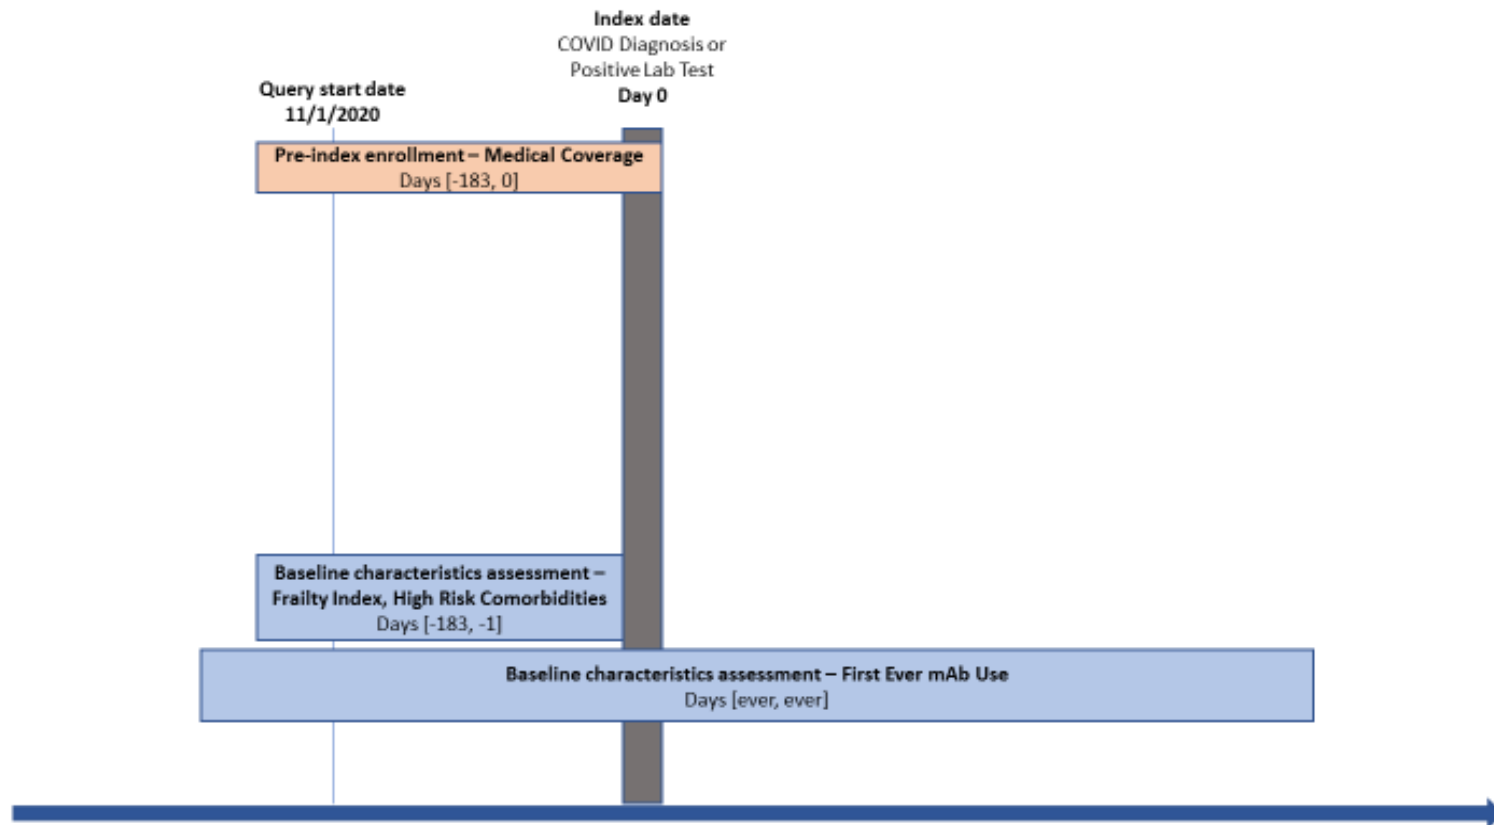 Index date
COVID Diagnosis or
Positive Lab Test
Day 0
Query start date
11/1/2020
Pre-index enrollment – Medical Coverage
Days [-183, 0]
Baseline characteristics assessment –
Frailty Index, High Risk Comorbidities
Days [-183, -1]
Baseline characteristics assessment – First Ever mAb Use
Days [ever, ever]